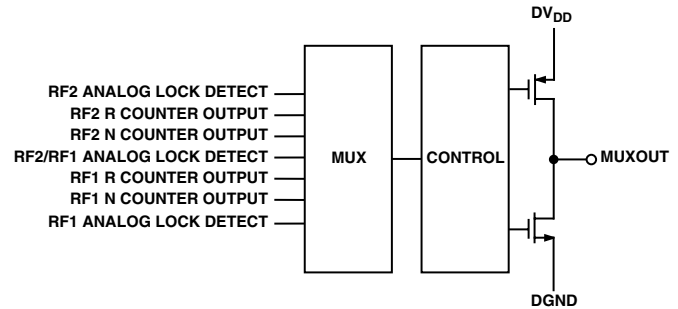 DVDD
RF2 ANALOG LOCK DETECT
RF2 R COUNTER OUTPUT
RF2 N COUNTER OUTPUT
RF2/RF1 ANALOG LOCK DETECT
RF1 R COUNTER OUTPUT
RF1 N COUNTER OUTPUT
RF1 ANALOG LOCK DETECT
MUX
CONTROL
MUXOUT
DGND